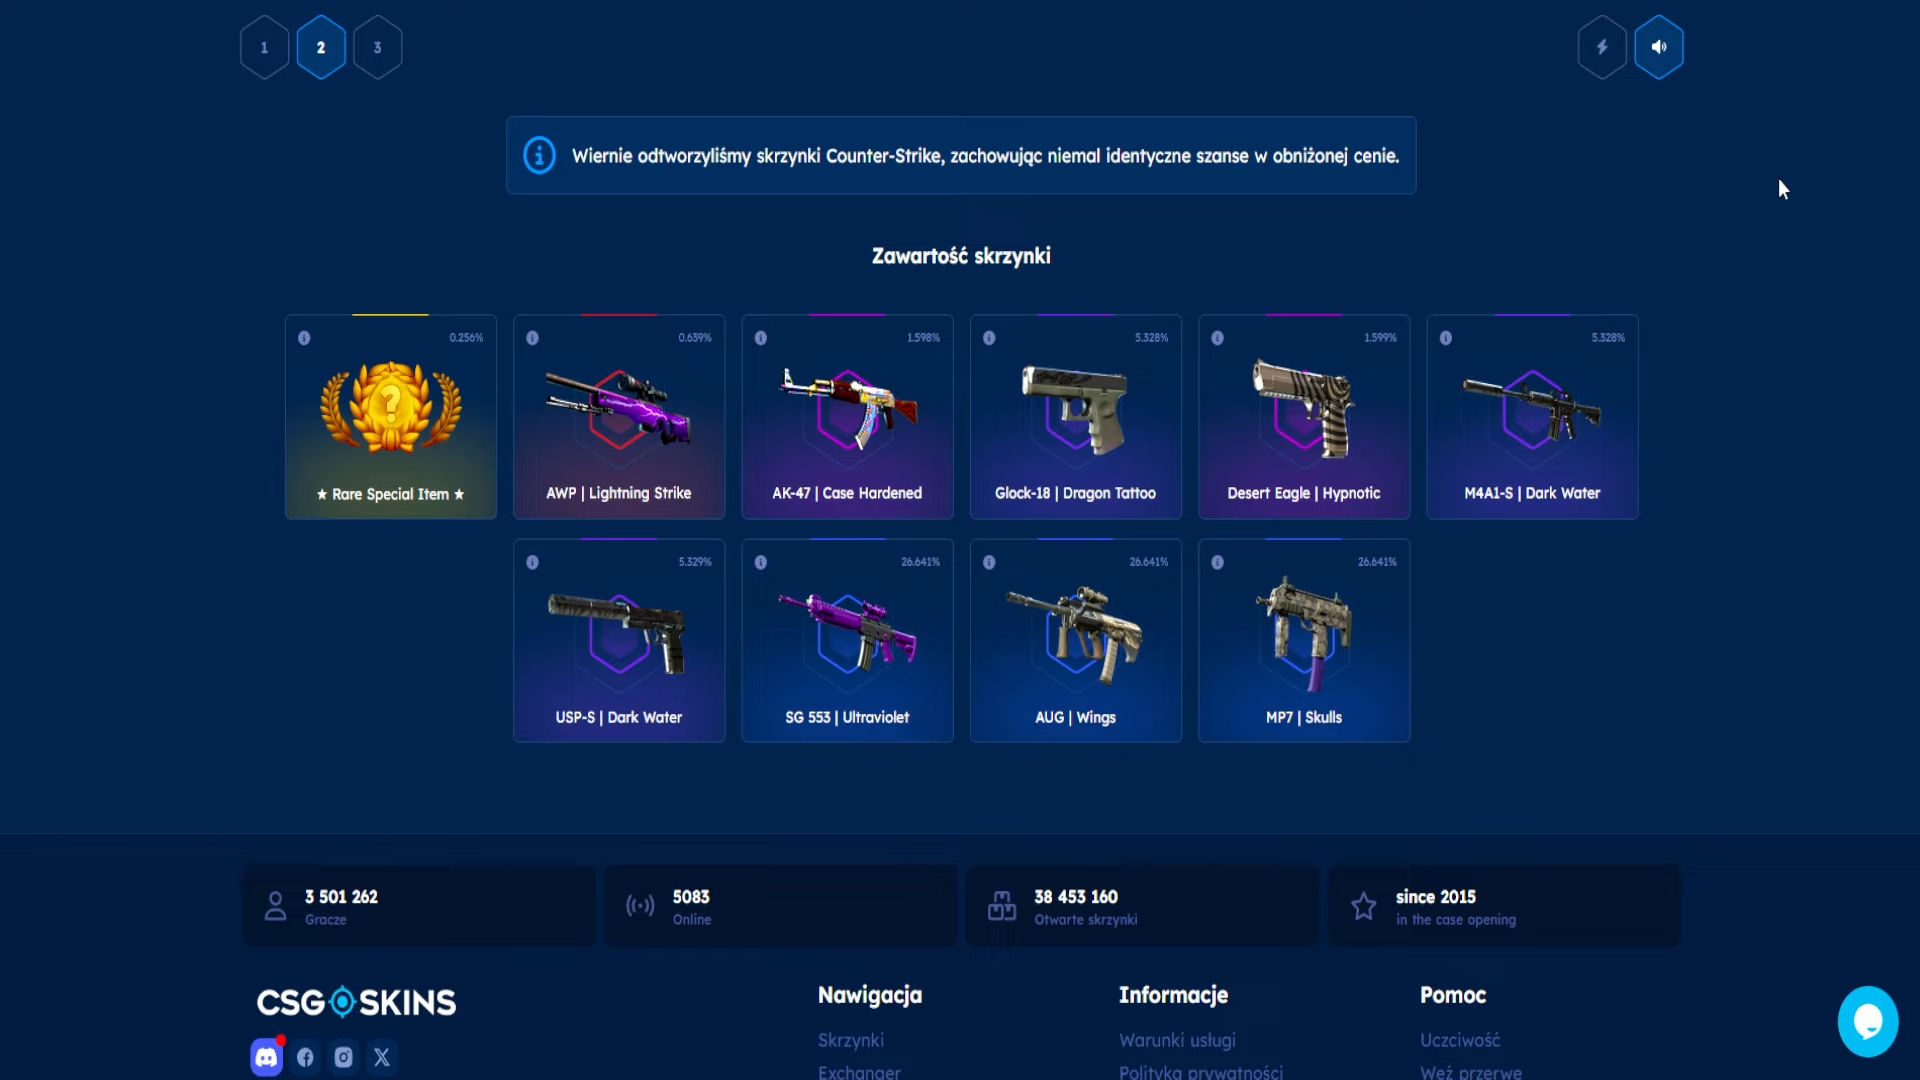 1 2 3
Wiernie odtworzyliśmy skrzynki Counter-Strike, zachowując niemal identyczne szanse w obniżonej cenie.
Zawartość skrzynki
0.256% 0.639% 1.598% 5.328% 1.599% 5.328%
★ Rare Special Item ★ AWP | Lightning Strike AK-47 | Case Hardened Glock-18 | Dragon Tattoo Desert Eagle | Hypnotic M4A1-S | Dark Water
5.329% 26.641% 26.641% 26.641%
USP-S | Dark Water SG 553 | Ultraviolet AUG | Wings MP7 | Skulls
3 501 262 5083 38 453 160 since 2015
Gracze Online Otwarte skrzynki in the case opening
CSG SKINS Nawigacja Informacje Pomoc
Skrzynki Warunki usługi Uczciwość
Exchanger Polityka prywatności Weź przerwę